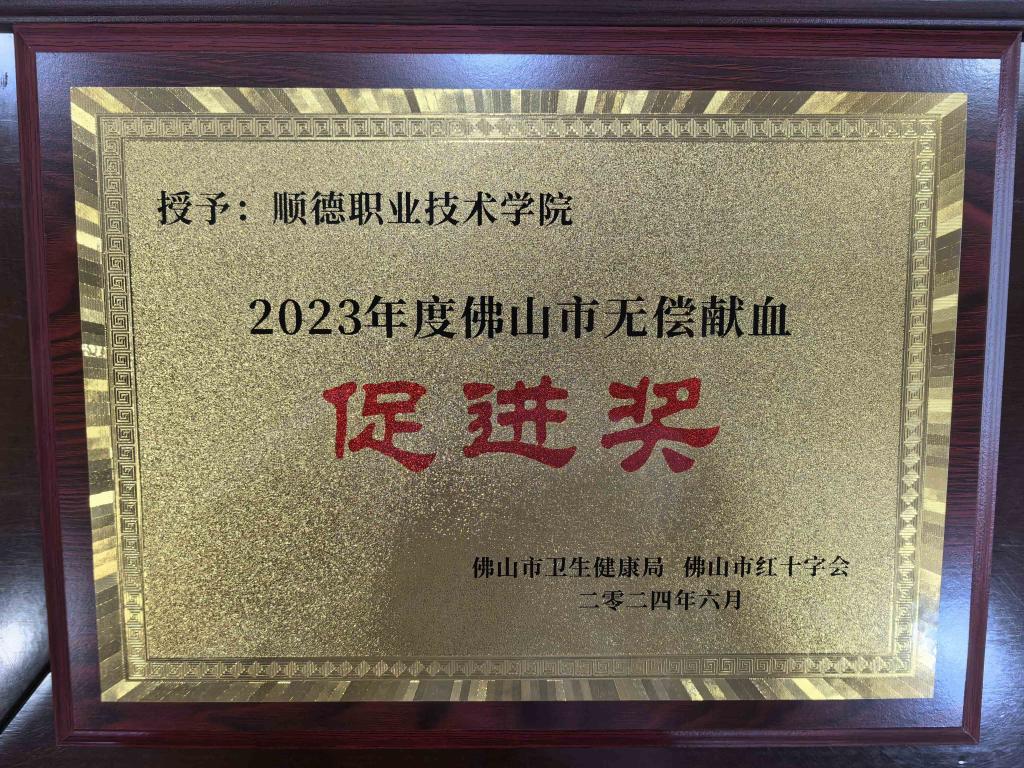 授予：顺德职业技术学院
2023年度佛山市无偿献血
促进奖
佛山市卫生健康局 佛山市红十字会
二零二四年六月